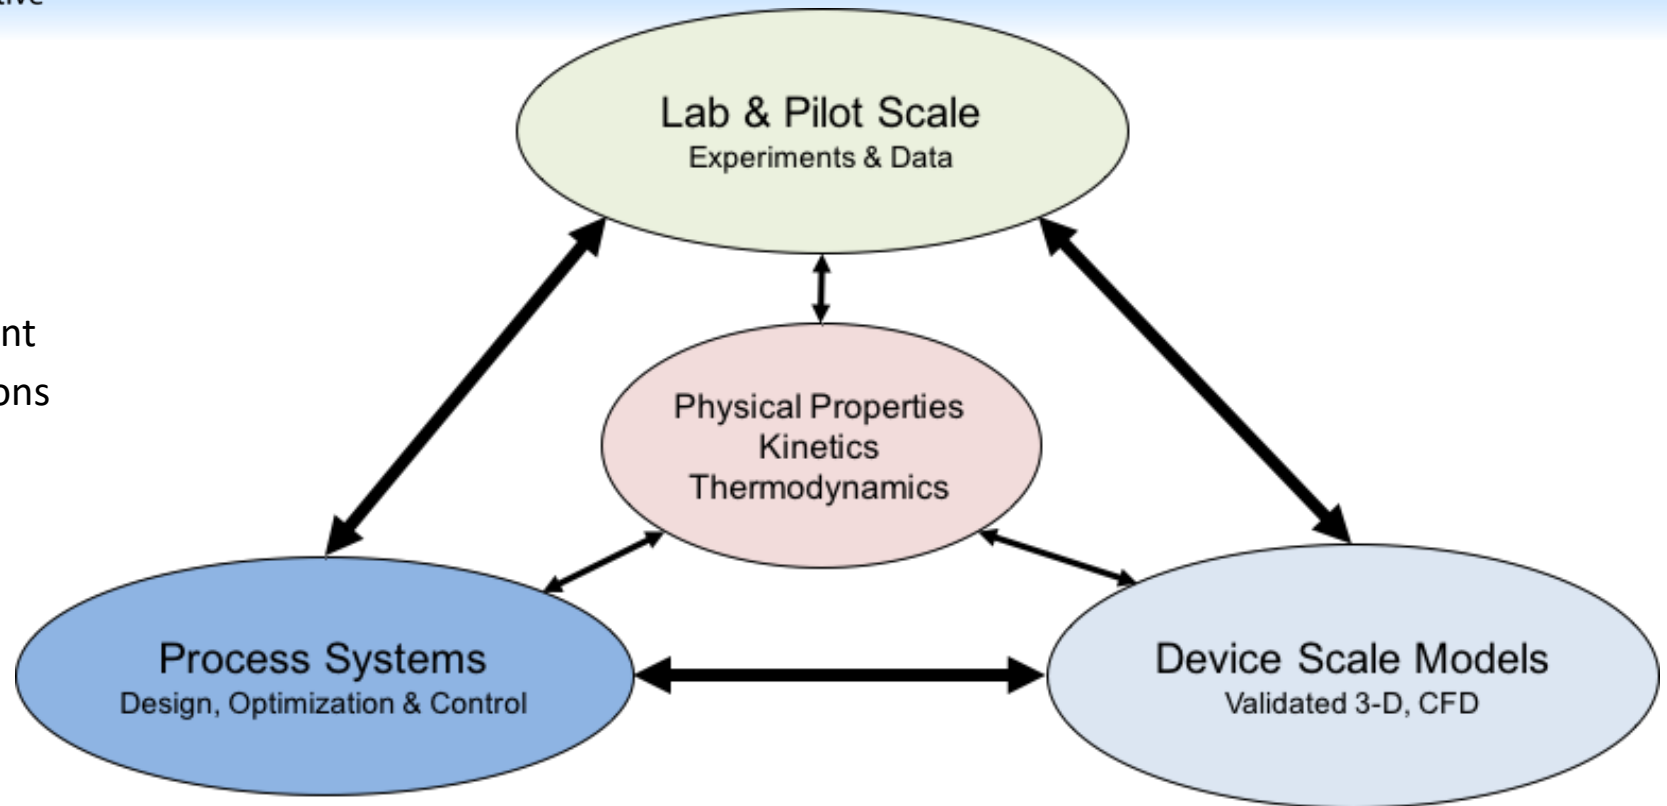 tive
Lab & Pilot Scale
Experiments & Data
nt
ons
Physical Properties
Kinetics
Thermodynamics
Process Systems
Design, Optimization & Control
Device Scale Models
Validated 3-D, CFD